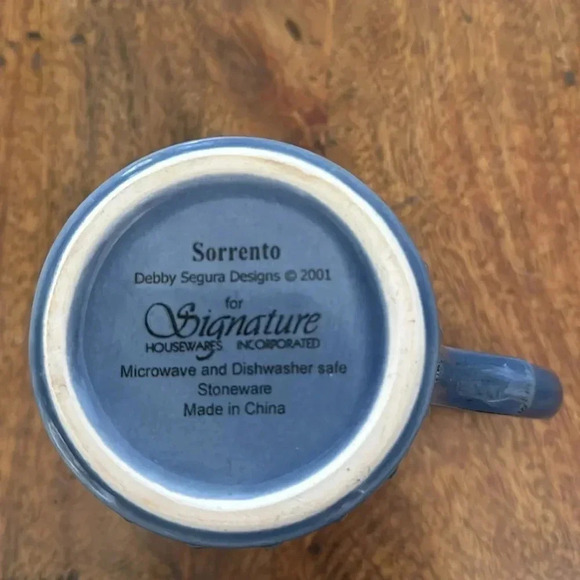 Sorrento
Debby Segura Designs © 2001
for
Signature
HOUSEWARES INCORPORATED
Microwave and Dishwasher safe
Stoneware
Made in China